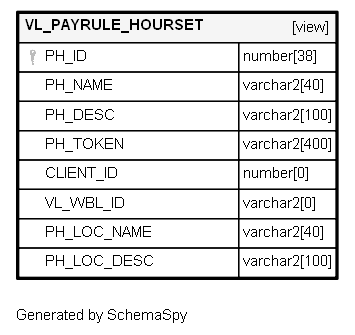 VL_PAYRULE_HOURSET [view]
PH_ID number[38]
PH_NAME varchar2[40]
PH_DESC varchar2[100]
PH_TOKEN varchar2[400]
CLIENT_ID number[0]
VL_WBL_ID varchar2[0]
PH_LOC_NAME varchar2[40]
PH_LOC_DESC varchar2[100]
Generated by SchemaSpy